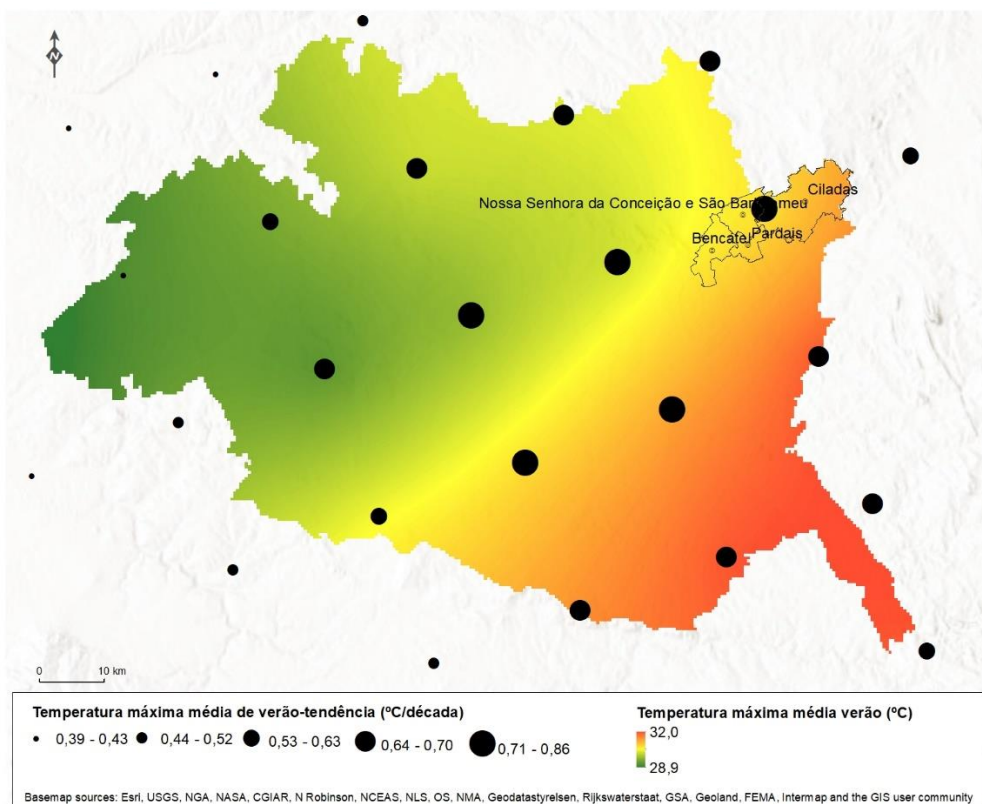 N
Ciladas
Nossa Senhora da Conceição e São Bar meu
Pardais
Bencatel
0 10 km
Temperatura máxima média de verão-tendência (ºC/década)
0,39 - 0,43 0,44 - 0,52 0,53 - 0,63 0,64 - 0,70 0,71 - 0,86
Temperatura máxima média verão (ºC)
32,0
28,9
Basemap sources: Esri, USGS, NGA, NASA, CGIAR, N Robinson, NCEAS, NLS, OS, NMA, Geodatastyrelsen, Rijkswaterstaat, GSA, Geoland, FEMA, Intermap and the GIS user community